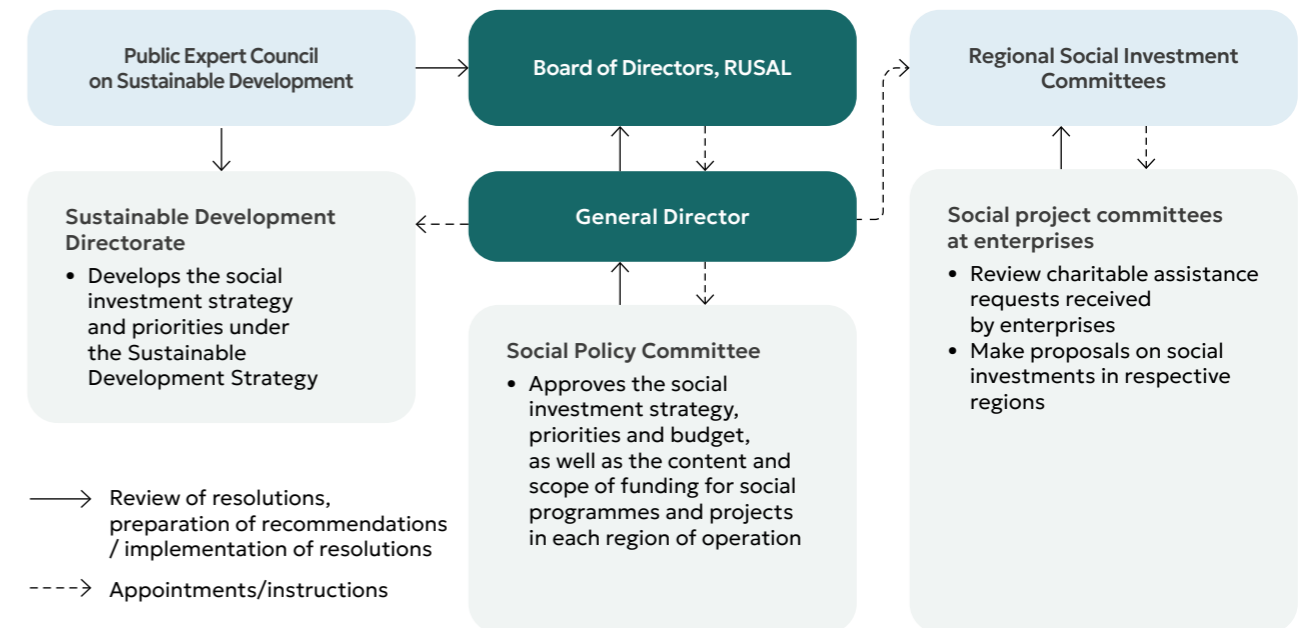 Public Expert Council
on Sustainable Development
Board of Directors, RUSAL
Regional Social Investment
Committees
Sustainable Development
Directorate
• Develops the social
investment strategy
and priorities under
the Sustainable
Development Strategy
General Director
Social Policy Committee
• Approves the social
investment strategy,
priorities and budget,
as well as the content and
scope of funding for social
programmes and projects
in each region of operation
Social project committees
at enterprises
• Review charitable assistance
requests received
by enterprises
• Make proposals on social
investments in respective
regions
Review of resolutions,
preparation of recommendations
/ implementation of resolutions
Appointments/instructions